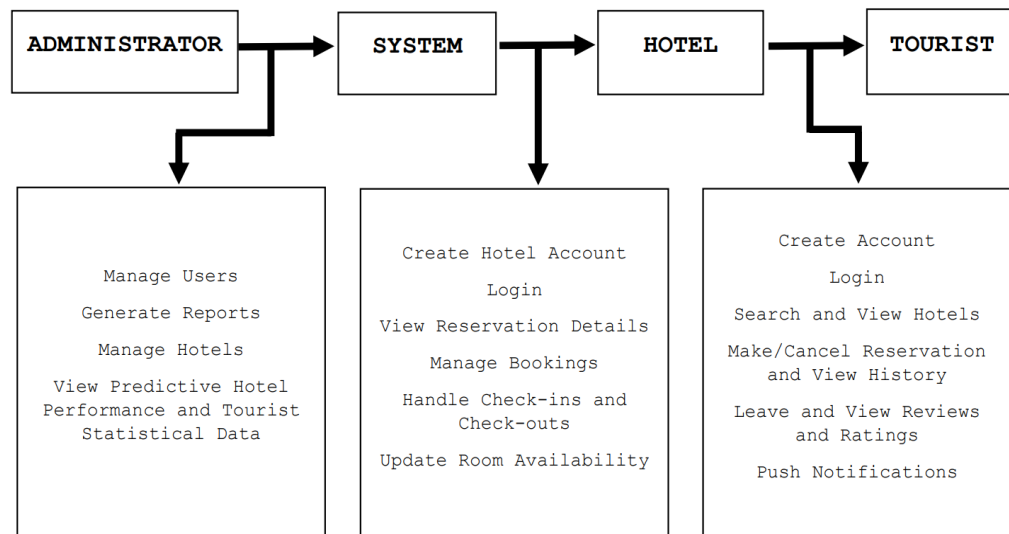 ADMINISTRATOR
SYSTEM
HOTEL
TOURIST
Manage Users
Generate Reports
Manage Hotels
View Predictive Hotel
Performance and Tourist
Statistical Data
Create Hotel Account
Login
View Reservation Details
Manage Bookings
Handle Check-ins and
Check-outs
Update Room Availability
Create Account
Login
Search and View Hotels
Make/Cancel Reservation
and View History
Leave and View Reviews
and Ratings
Push Notifications